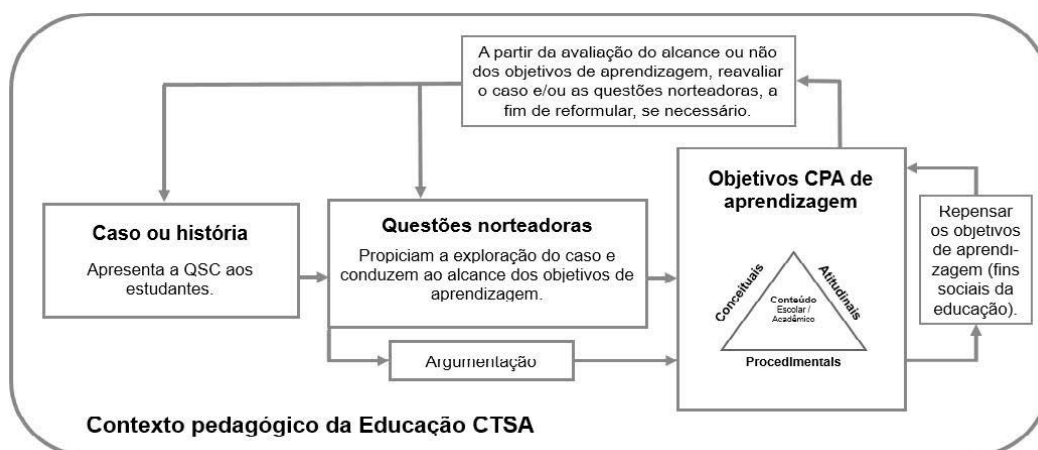 A partir da avaliação do alcance ou não
dos objetivos de aprendizagem, reavaliar
o caso e/ou as questões norteadoras, a
fim de reformular, se necessário.
Caso ou história
Apresenta a QSC aos
estudantes.
Questões norteadoras
Propiciam a exploração do caso e
conduzem ao alcance dos objetivos de
aprendizagem.
Argumentação
Objetivos CPA de
aprendizagem
Conceituais
Atitudinais
Conteúdo
Escolar /
Acadêmico
Procedimentais
Repensar
os objetivos
de aprendi-
zagem (fins
sociais da
educação).
Contexto pedagógico da Educação CTSA